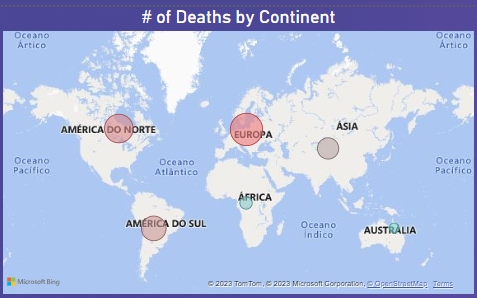 # of Deaths by Continent
Oceano
Ártico
Oceano
Ártico
AMÉRICA DO NORTE
EUROPA
ÁSIA
Oceano
Pacífico
Oceano
Atlântico
Oceano
Pacífico
ÁFRICA
AMÉRICA DO SUL
Oceano
Índico
AUSTRÁLIA
Microsoft Bing
© 2023 TomTom, © 2023 Microsoft Corporation, © OpenStreetMap, Terms